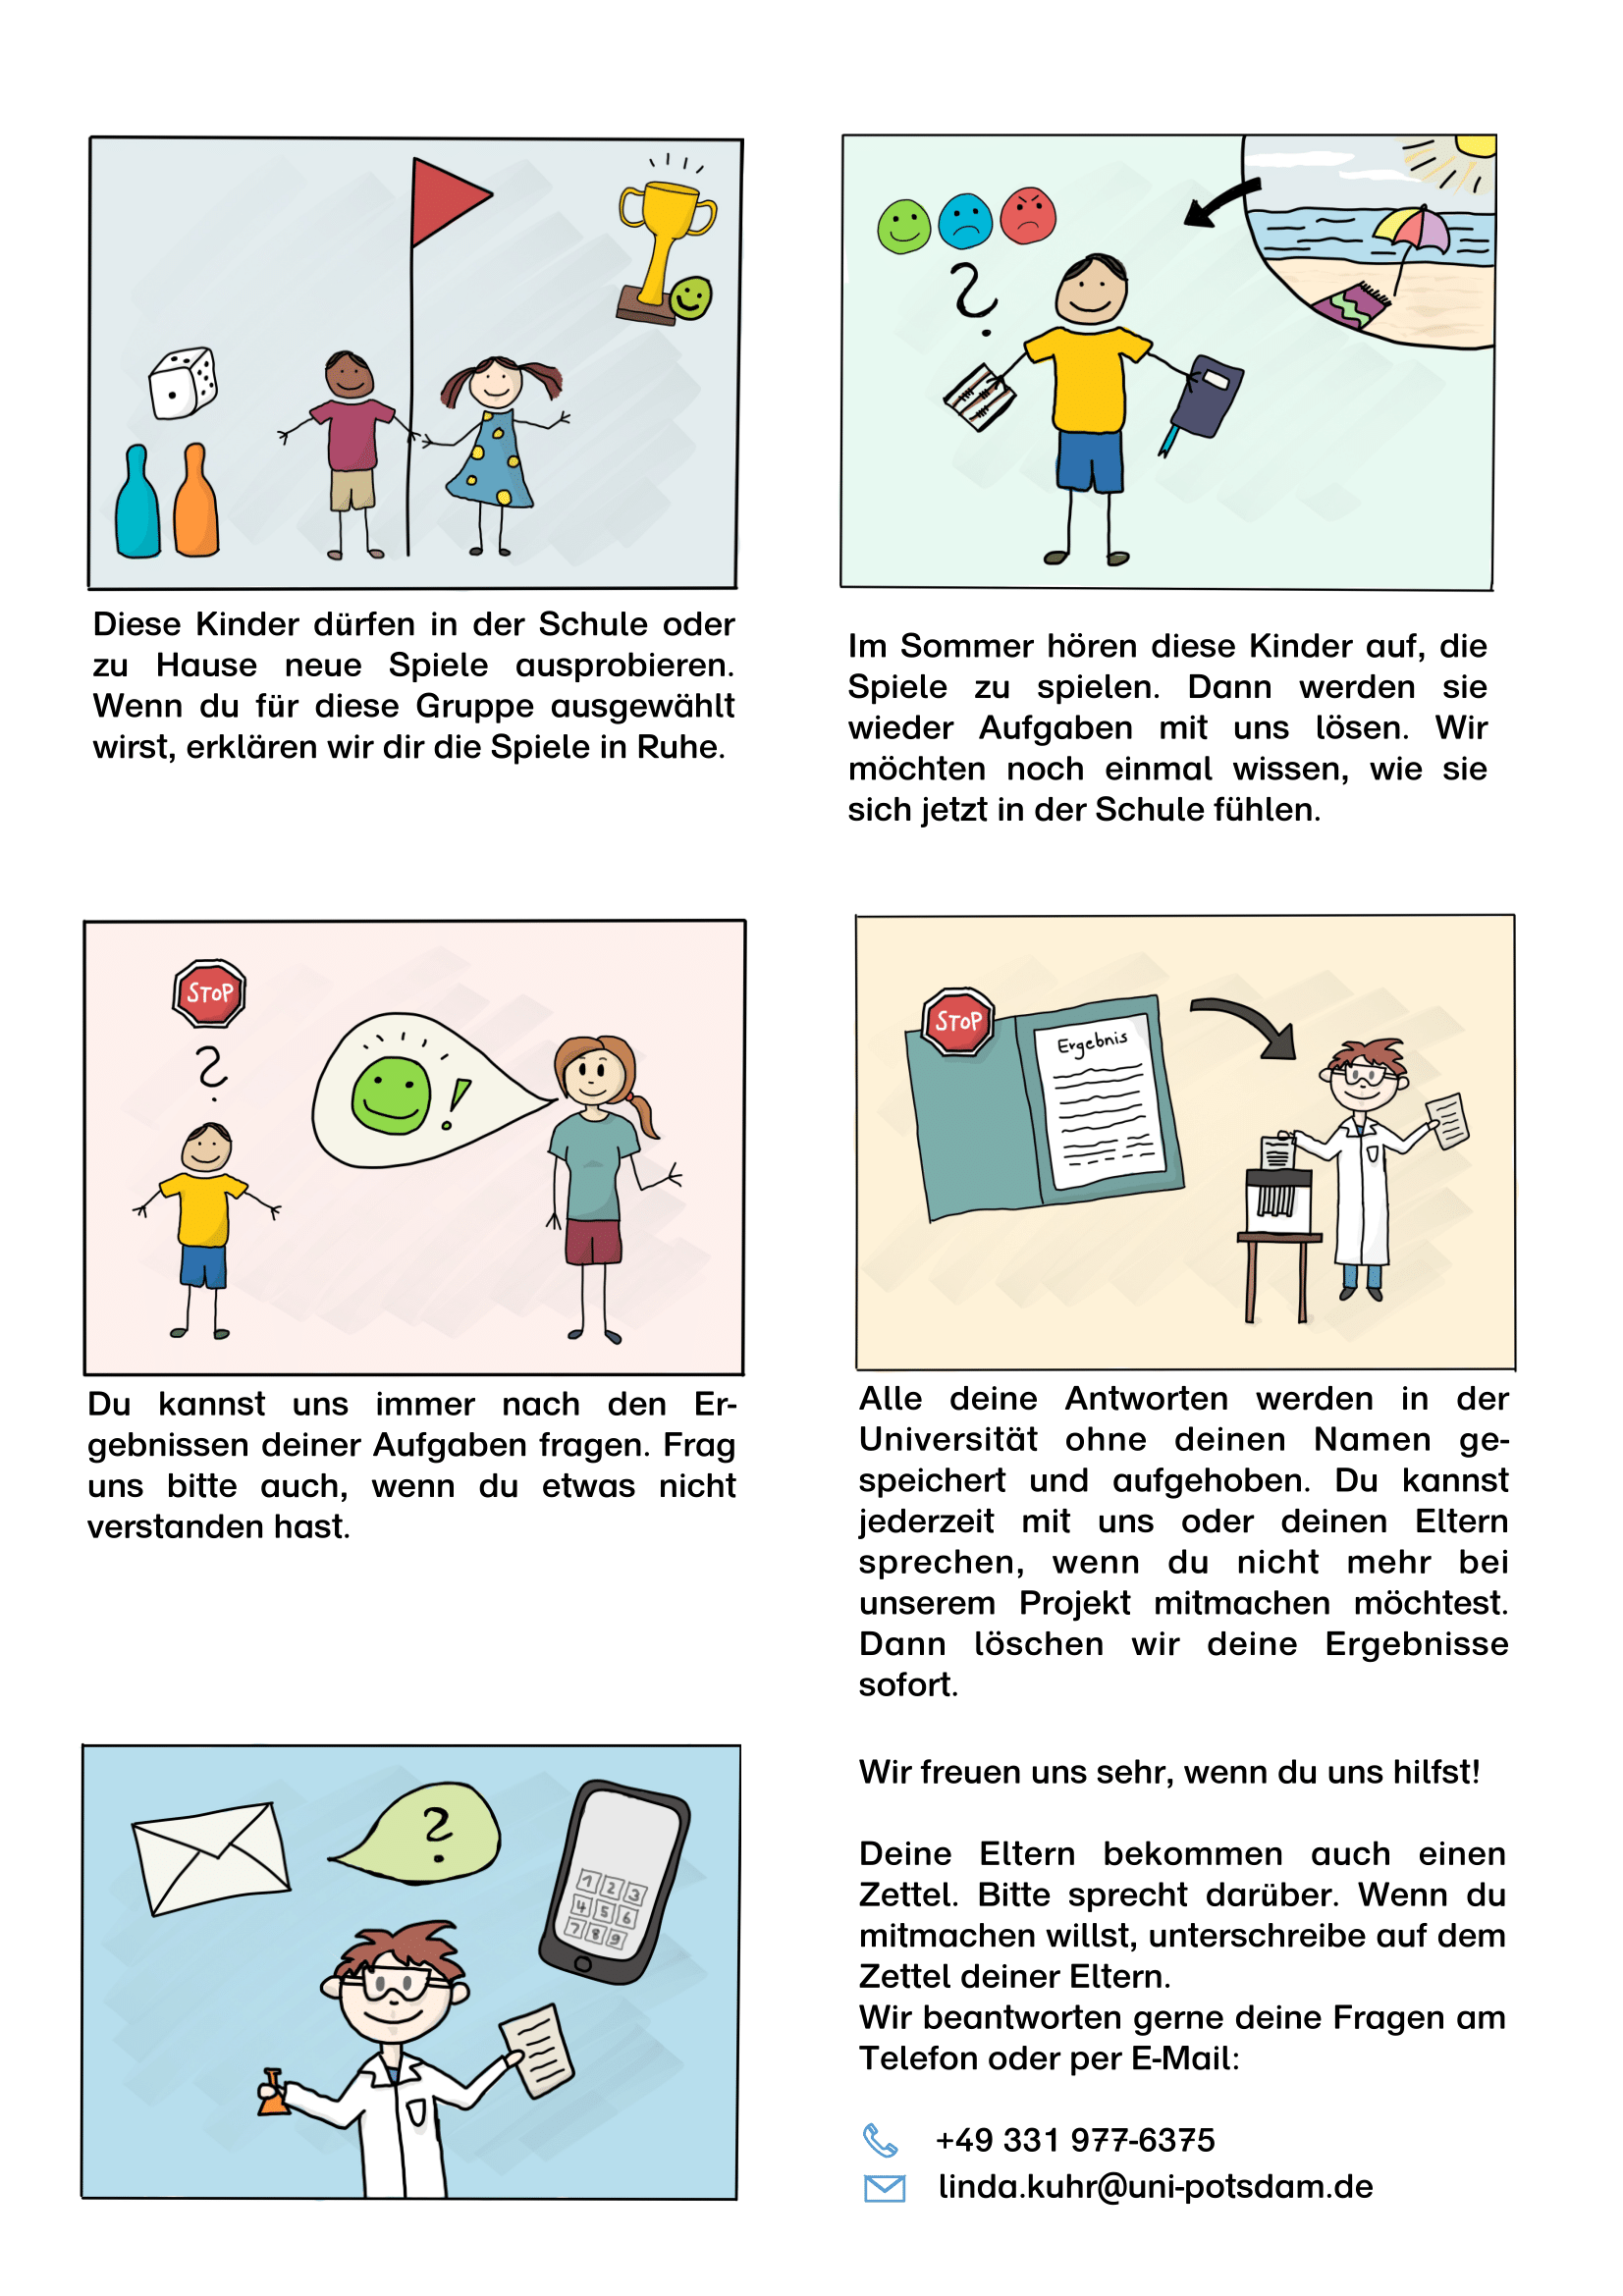 Diese Kinder dürfen in der Schule oder
zu Hause neue Spiele ausprobieren.
Wenn du für diese Gruppe ausgewählt
wirst, erklären wir dir die Spiele in Ruhe.
Im Sommer hören diese Kinder auf, die
Spiele zu spielen. Dann werden sie
wieder Aufgaben mit uns lösen. Wir
möchten noch einmal wissen, wie sie
sich jetzt in der Schule fühlen.
STOP
?
!
Du kannst uns immer nach den Er-
gebnissen deiner Aufgaben fragen. Frag
uns bitte auch, wenn du etwas nicht
verstanden hast.
STOP
Ergebnis
Alle deine Antworten werden in der
Universität ohne deinen Namen ge-
speichert und aufgehoben. Du kannst
jederzeit mit uns oder deinen Eltern
sprechen, wenn du nicht mehr bei
unserem Projekt mitmachen möchtest.
Dann löschen wir deine Ergebnisse
sofort.
?
1 2 3
4 5 6
7 8 9
Wir freuen uns sehr, wenn du uns hilfst!
Deine Eltern bekommen auch einen
Zettel. Bitte sprecht darüber. Wenn du
mitmachen willst, unterschreibe auf dem
Zettel deiner Eltern.
Wir beantworten gerne deine Fragen am
Telefon oder per E-Mail:
+49 331 977-6375
linda.kuhr@uni-potsdam.de